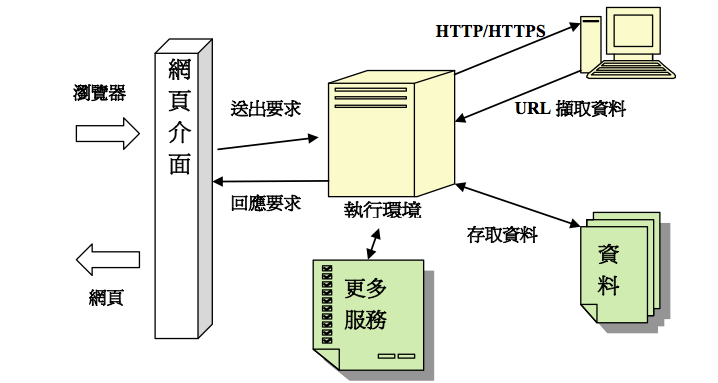 HTTP/HTTPS
網頁介面
瀏覽器
送出要求
URL 擷取資料
回應要求
執行環境
存取資料
網頁
更多
服務
資
料